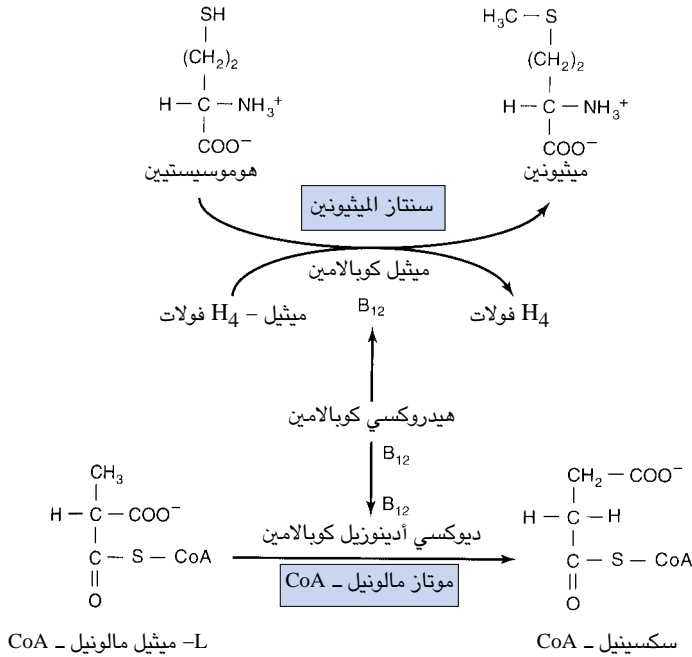 SH
(CH₂)₂
H – C – NH₃⁺
COO⁻
هوموسيستيين
H₃C – S
(CH₂)₂
H – C – NH₃⁺
COO⁻
ميثيونين
سنتاز الميثيونين
ميثيل كوبالامين
B₁₂
ميثيل – H₄ فولات
H₄ فولات
هيدروكسي كوبالامين
B₁₂
B₁₂
ديوكسي أدينوزيل كوبالامين
موتاز مالونيل – CoA
CH₃
H – C – COO⁻
C – S – CoA
O
L– ميثيل مالونيل – CoA
CH₂ – COO⁻
H – C – H
C – S – CoA
O
سكسينيل – CoA